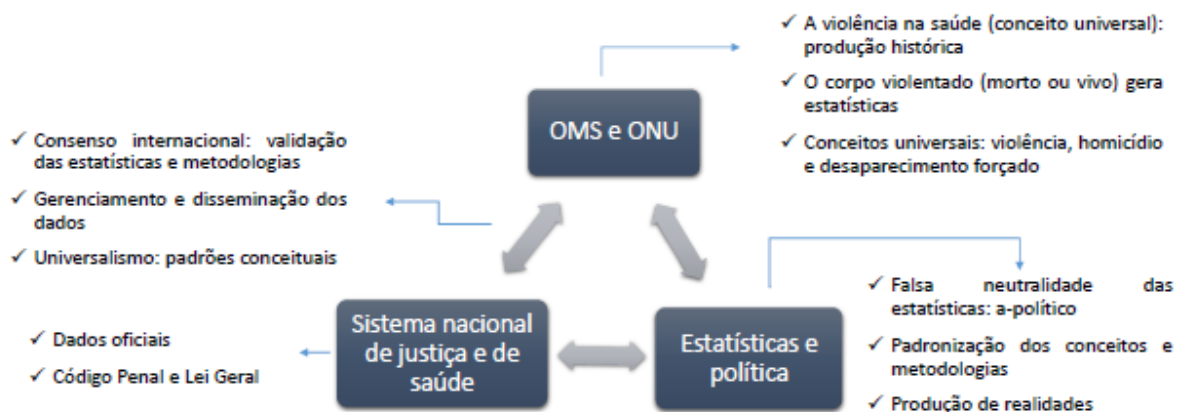 ✓ A violência na saúde (conceito universal):
produção histórica
✓ O corpo violentado (morto ou vivo) gera
estatísticas
✓ Conceitos universais: violência, homicídio
e desaparecimento forçado
OMS e ONU
✓ Consenso internacional: validação
das estatísticas e metodologias
✓ Gerenciamento e disseminação dos
dados
✓ Universalismo: padrões conceituais
✓ Dados oficiais
✓ Código Penal e Lei Geral
Sistema nacional
de justiça e de
saúde
Estatísticas e
política
✓ Falsa neutralidade das
estatísticas: a-político
✓ Padronização dos conceitos e
metodologias
✓ Produção de realidades